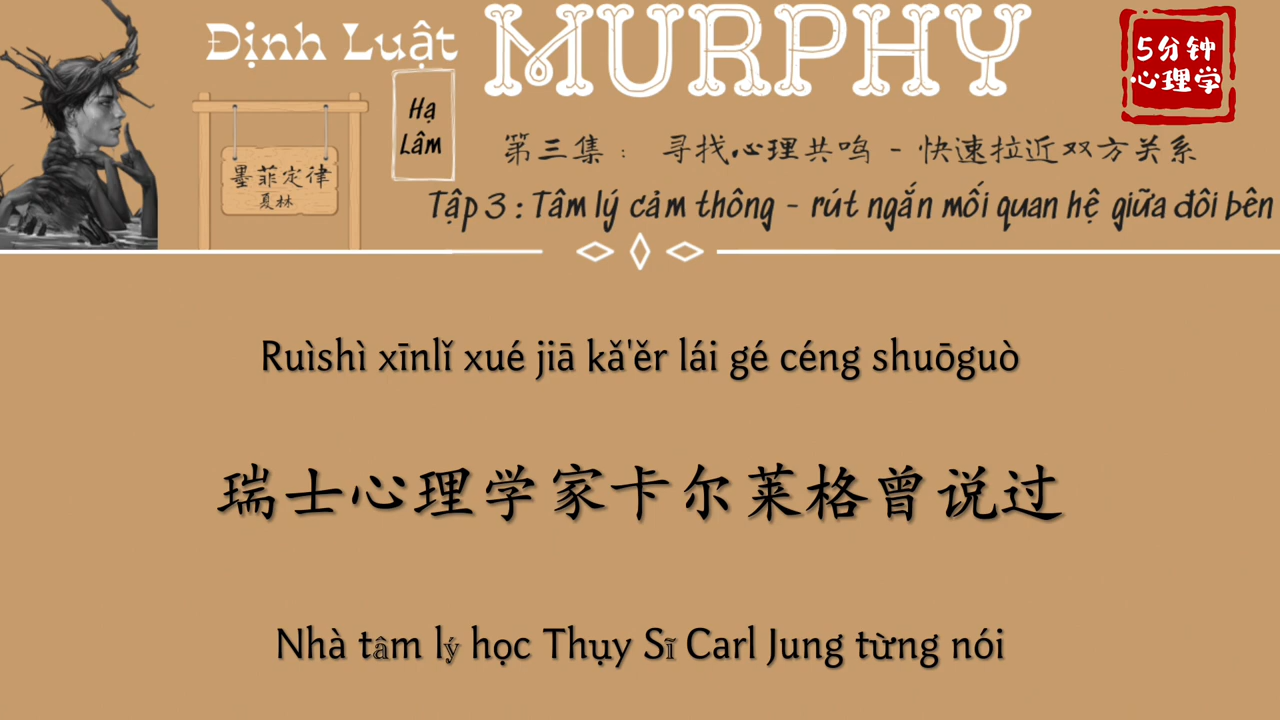 Định Luật MURPHY
5分钟
心理学
Hạ
Lâm
墨菲定律
夏林
第三集： 寻找心理共鸣 - 快速拉近双方关系
Tập 3 : Tâm lý cảm thông - rút ngắn mối quan hệ giữa đôi bên
Ruìshì xīnlǐ xué jiā kǎ'ěr lái gé céng shuōguò
瑞士心理学家卡尔莱格曾说过
Nhà tâm lý học Thụy Sĩ Carl Jung từng nói